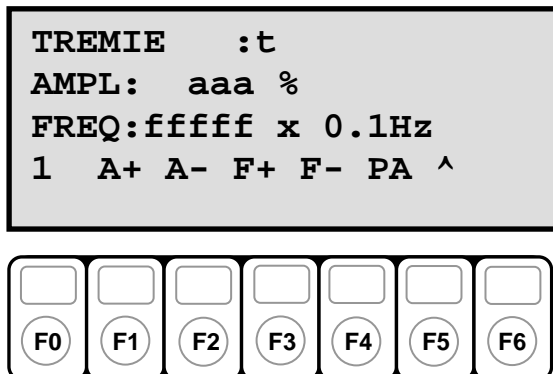 TREMIE :t
AMPL: aaa %
FREQ:fffff x 0.1Hz
1 A+ A- F+ F- PA ^
F0 F1 F2 F3 F4 F5 F6